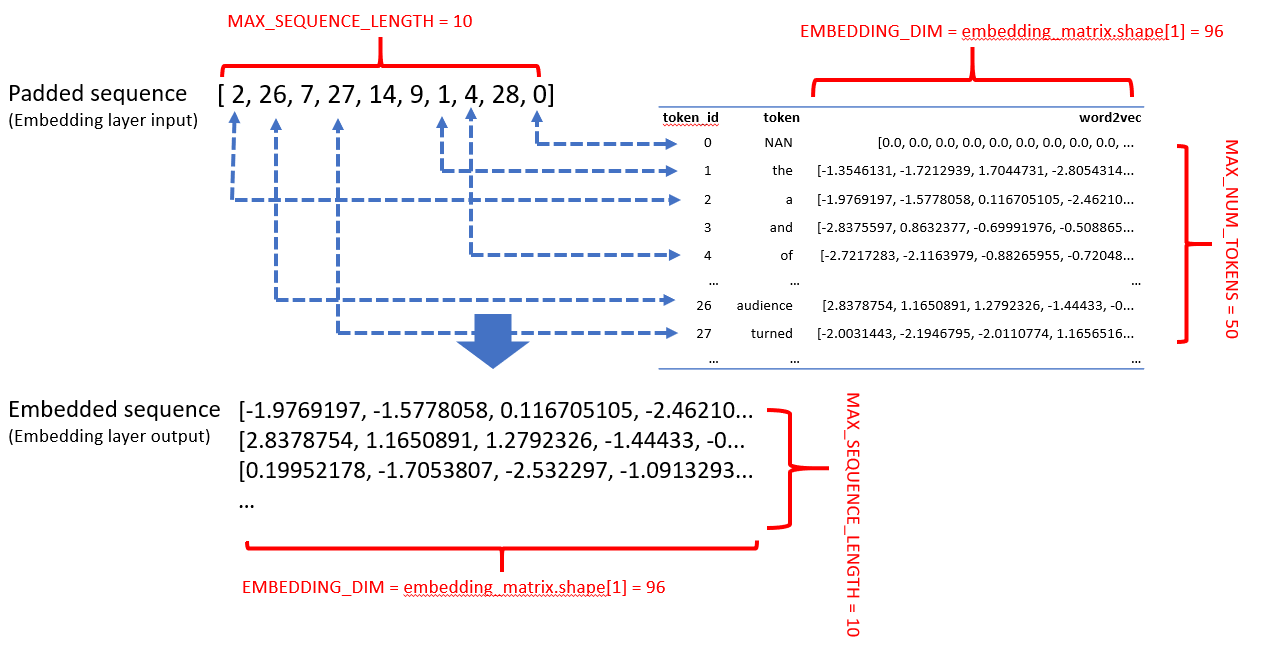 MAX_SEQUENCE_LENGTH = 10
EMBEDDING_DIM = embedding_matrix.shape[1] = 96
Padded sequence [ 2, 26, 7, 27, 14, 9, 1, 4, 28, 0]
(Embedding layer input)
token_id token word2vec
0 NAN [0.0, 0.0, 0.0, 0.0, 0.0, 0.0, 0.0, 0.0, 0.0, ...
1 the [-1.3546131, -1.7212939, 1.7044731, -2.8054314...
2 a [-1.9769197, -1.5778058, 0.116705105, -2.46210...
3 and [-2.8375597, 0.8632377, -0.69991976, -0.508865...
4 of [-2.7217283, -2.1163979, -0.88265955, -0.72048...
... ... ...
26 audience [2.8378754, 1.1650891, 1.2792326, -1.44433, -0...
27 turned [-2.0031443, -2.1946795, -2.0110774, 1.1656516...
... ... ...
MAX_NUM_TOKENS = 50
Embedded sequence
(Embedding layer output)
[-1.9769197, -1.5778058, 0.116705105, -2.46210...
[2.8378754, 1.1650891, 1.2792326, -1.44433, -0...
[0.19952178, -1.7053807, -2.532297, -1.0913293...
...
MAX_SEQUENCE_LENGTH = 10
EMBEDDING_DIM = embedding_matrix.shape[1] = 96